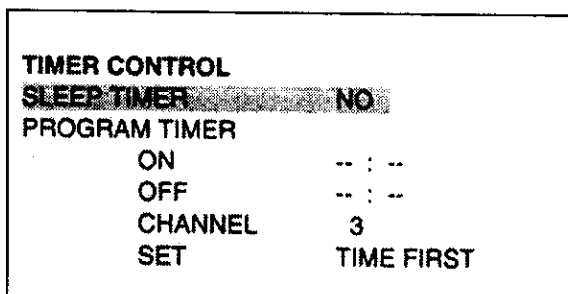 TIMER CONTROL
SLEEP TIMER NO
PROGRAM TIMER
ON -- : --
OFF -- : --
CHANNEL 3
SET TIME FIRST